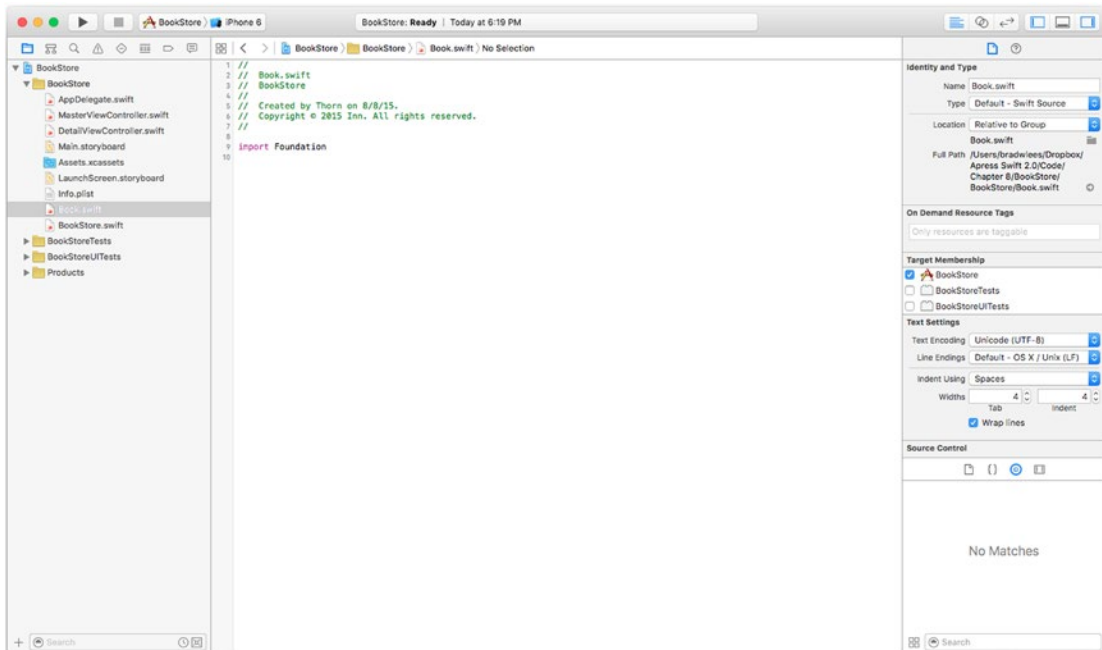 BookStore iPhone 6 BookStore: Ready | Today at 6:19 PM
BookStore BookStore Book.swift No Selection
BookStore
BookStore
AppDelegate.swift
MasterViewController.swift
DetailViewController.swift
Main.storyboard
Assets.xcassets
LaunchScreen.storyboard
Info.plist
Book.swift
BookStore.swift
BookStoreTests
BookStoreUITests
Products
Search
1 //
2 // Book.swift
3 // BookStore
4 //
5 // Created by Thorn on 8/8/15.
6 // Copyright © 2015 Inn. All rights reserved.
7 //
8
9 import Foundation
10
Identity and Type
Name Book.swift
Type Default - Swift Source
Location Relative to Group
Book.swift
Full Path /Users/bradwiees/Dropbox/
Apress Swift 2.0/Code/
Chapter 8/BookStore/
BookStore/Book.swift
On Demand Resource Tags
Only resources are taggable
Target Membership
BookStore
BookStoreTests
BookStoreUITests
Text Settings
Text Encoding Unicode (UTF-8)
Line Endings Default - OS X / Unix (LF)
Indent Using Spaces
Widths 4 4
Tab Indent
Wrap lines
Source Control
{ }
No Matches
Search